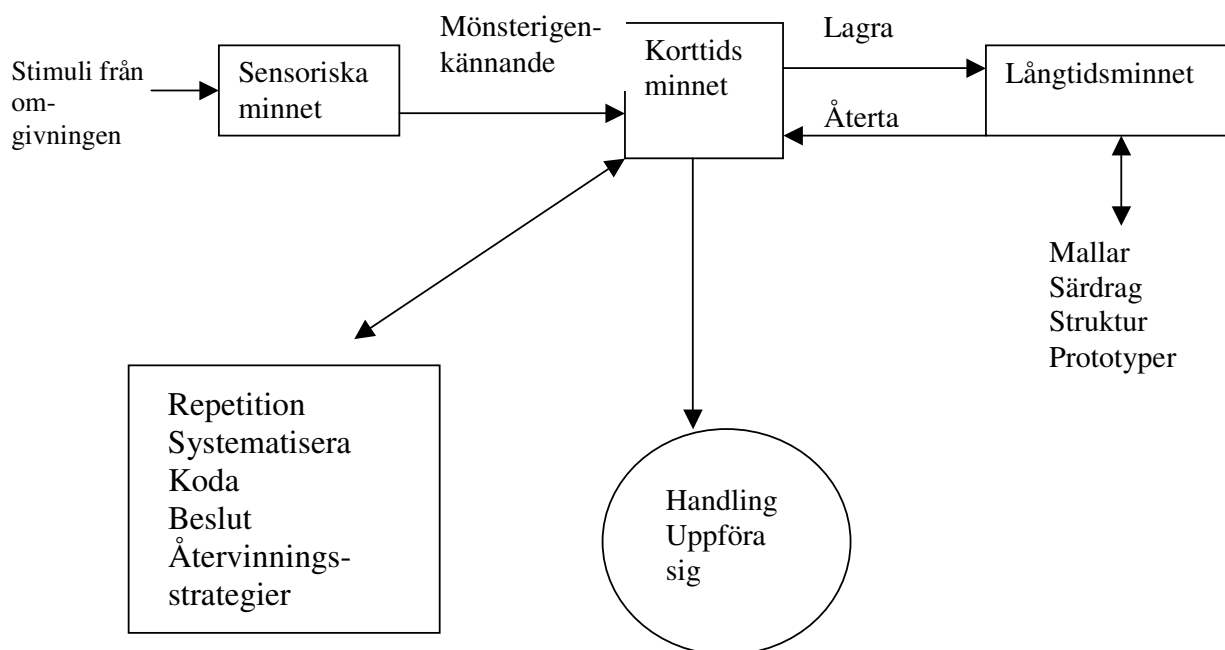 Stimuli från
om-
givningen
Sensoriska
minnet
Mönsterigen-
kännande
Korttids
minnet
Lagra
Återta
Långtidsminnet
Mallar
Särdrag
Struktur
Prototyper
Repetition
Systematisera
Koda
Beslut
Återvinnings-
strategier
Handling
Uppföra
sig